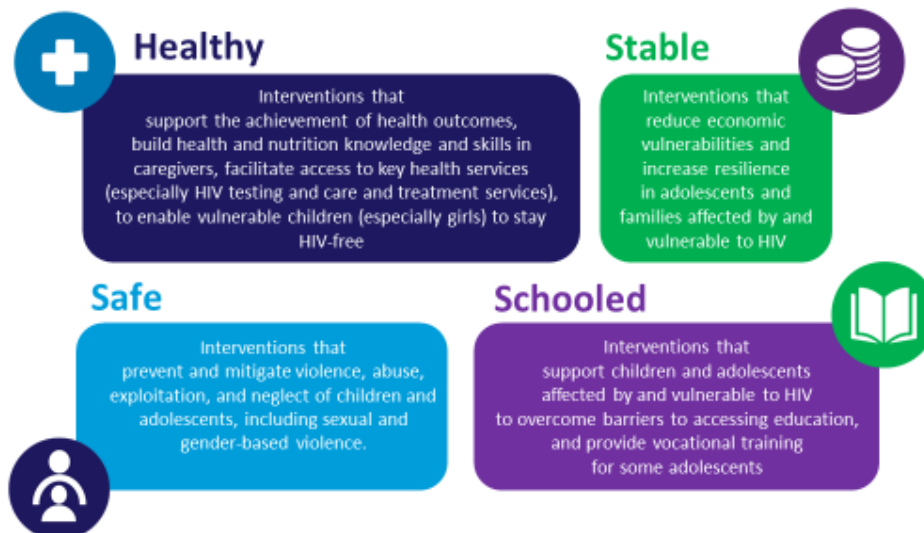 Healthy
Interventions that
support the achievement of health outcomes,
build health and nutrition knowledge and skills in
caregivers, facilitate access to key health services
(especially HIV testing and care and treatment services),
to enable vulnerable children (especially girls) to stay
HIV-free
Stable
Interventions that
reduce economic
vulnerabilities and
increase resilience
in adolescents and
families affected by and
vulnerable to HIV
Safe
Interventions that
prevent and mitigate violence, abuse,
exploitation, and neglect of children and
adolescents, including sexual and
gender-based violence.
Schooled
Interventions that
support children and adolescents
affected by and vulnerable to HIV
to overcome barriers to accessing education,
and provide vocational training
for some adolescents